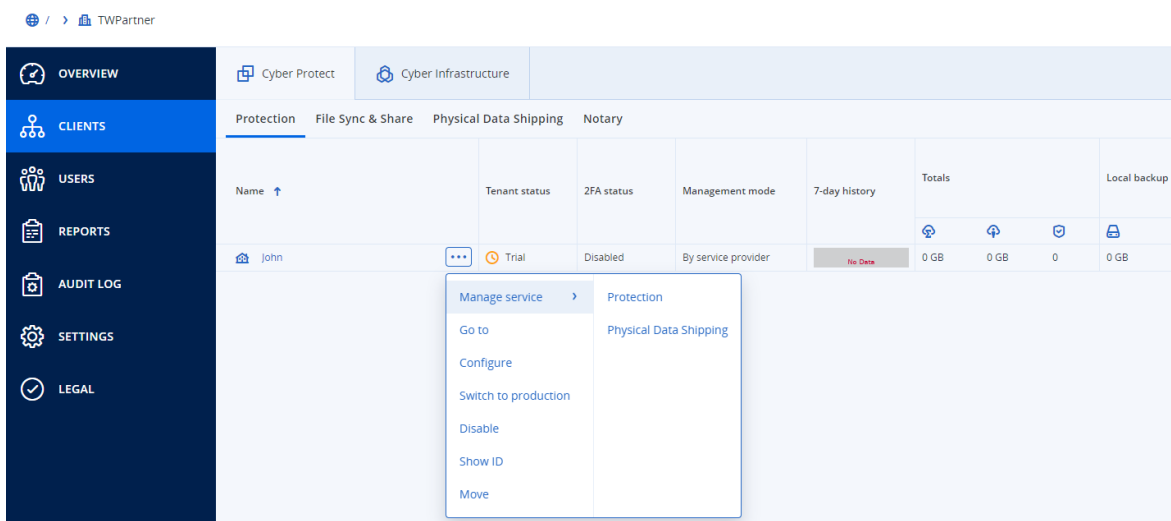 / > TWPartner
OVERVIEW
CLIENTS
USERS
REPORTS
AUDIT LOG
SETTINGS
LEGAL
Cyber Protect Cyber Infrastructure
Protection File Sync & Share Physical Data Shipping Notary
Name Tenant status 2FA status Management mode 7-day history Totals Local backup
John ... Trial Disabled By service provider No Data 0 GB 0 GB 0 0 GB
Manage service > Protection
Go to Physical Data Shipping
Configure
Switch to production
Disable
Show ID
Move